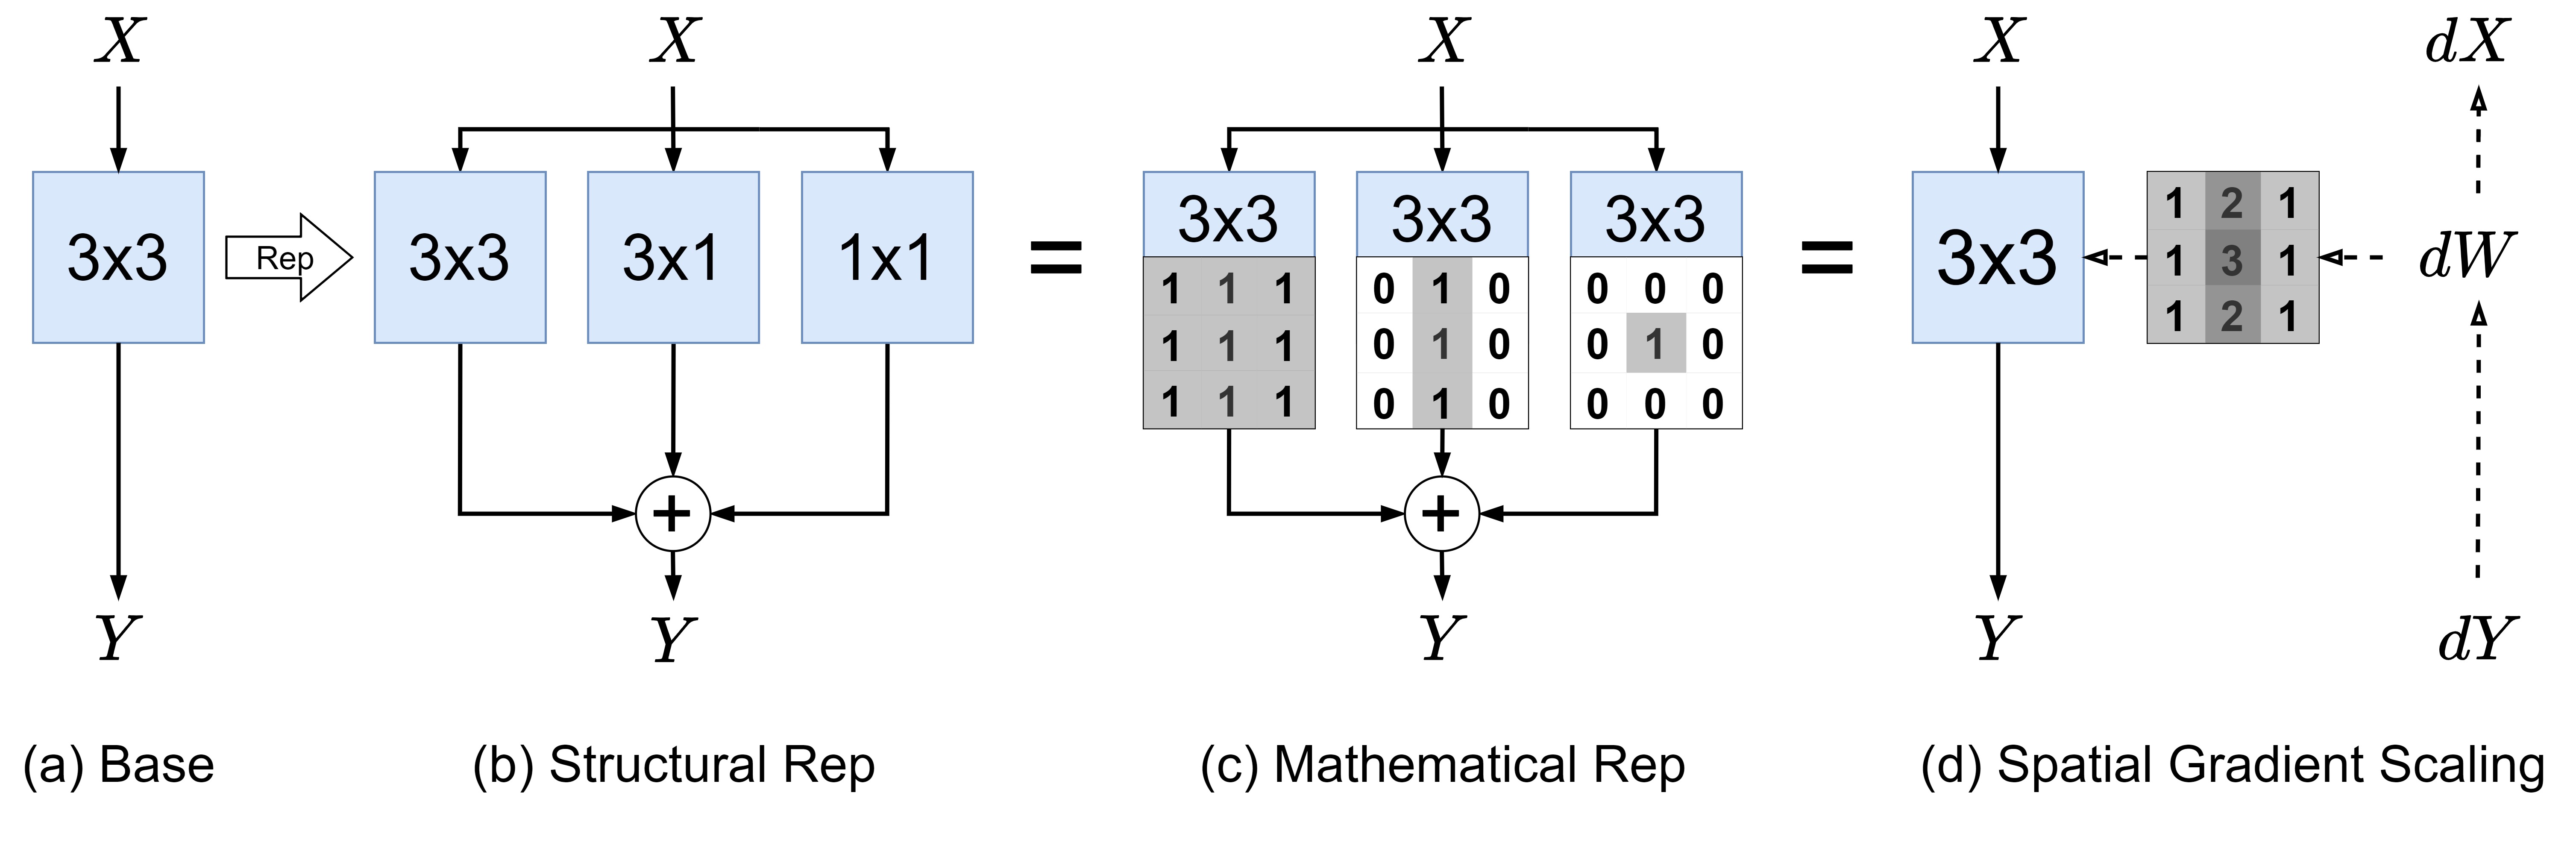 X
3x3
Y
Rep
X
3x3 3x1 1x1
+
Y
=
X
3x3 3x3 3x3
1 1 1 0 1 0 0 0 0
1 1 1 0 1 0 0 1 0
1 1 1 0 1 0 0 0 0
+
Y
=
X
3x3
Y
1 2 1
1 3 1
1 2 1
dX
dW
dY
(a) Base
(b) Structural Rep
(c) Mathematical Rep
(d) Spatial Gradient Scaling